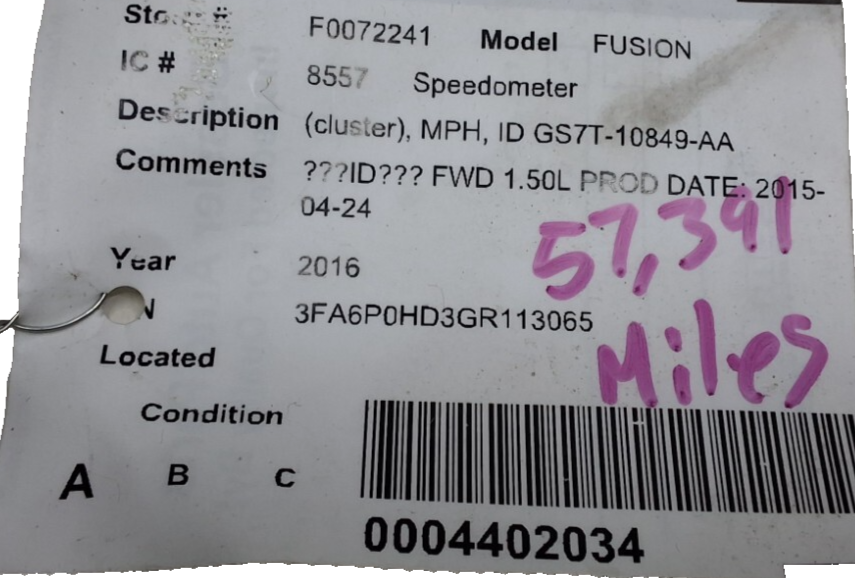 Stock # F0072241 Model FUSION
IC # 8557 Speedometer
Description (cluster), MPH, ID GS7T-10849-AA
Comments ???ID??? FWD 1.50L PROD DATE: 2015-
04-24
57,391
Year 2016
3FA6P0HD3GR113065
Miles
Located
Condition
A B C
0004402034